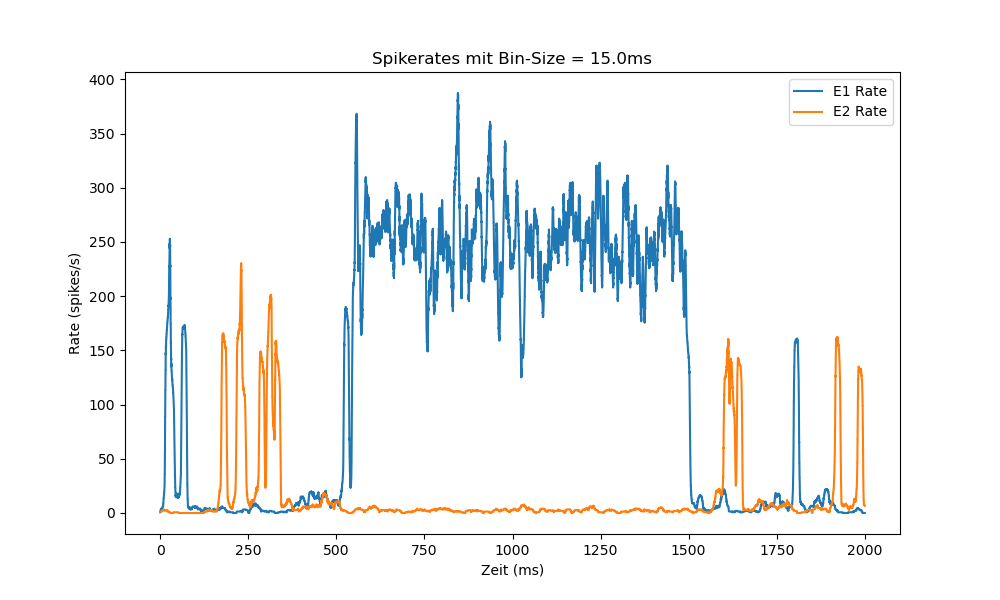 Spikerates mit Bin-Size = 15.0ms
E1 Rate
E2 Rate
400
350
300
250
200
150
100
50
0
Rate (spikes/s)
0 250 500 750 1000 1250 1500 1750 2000
Zeit (ms)